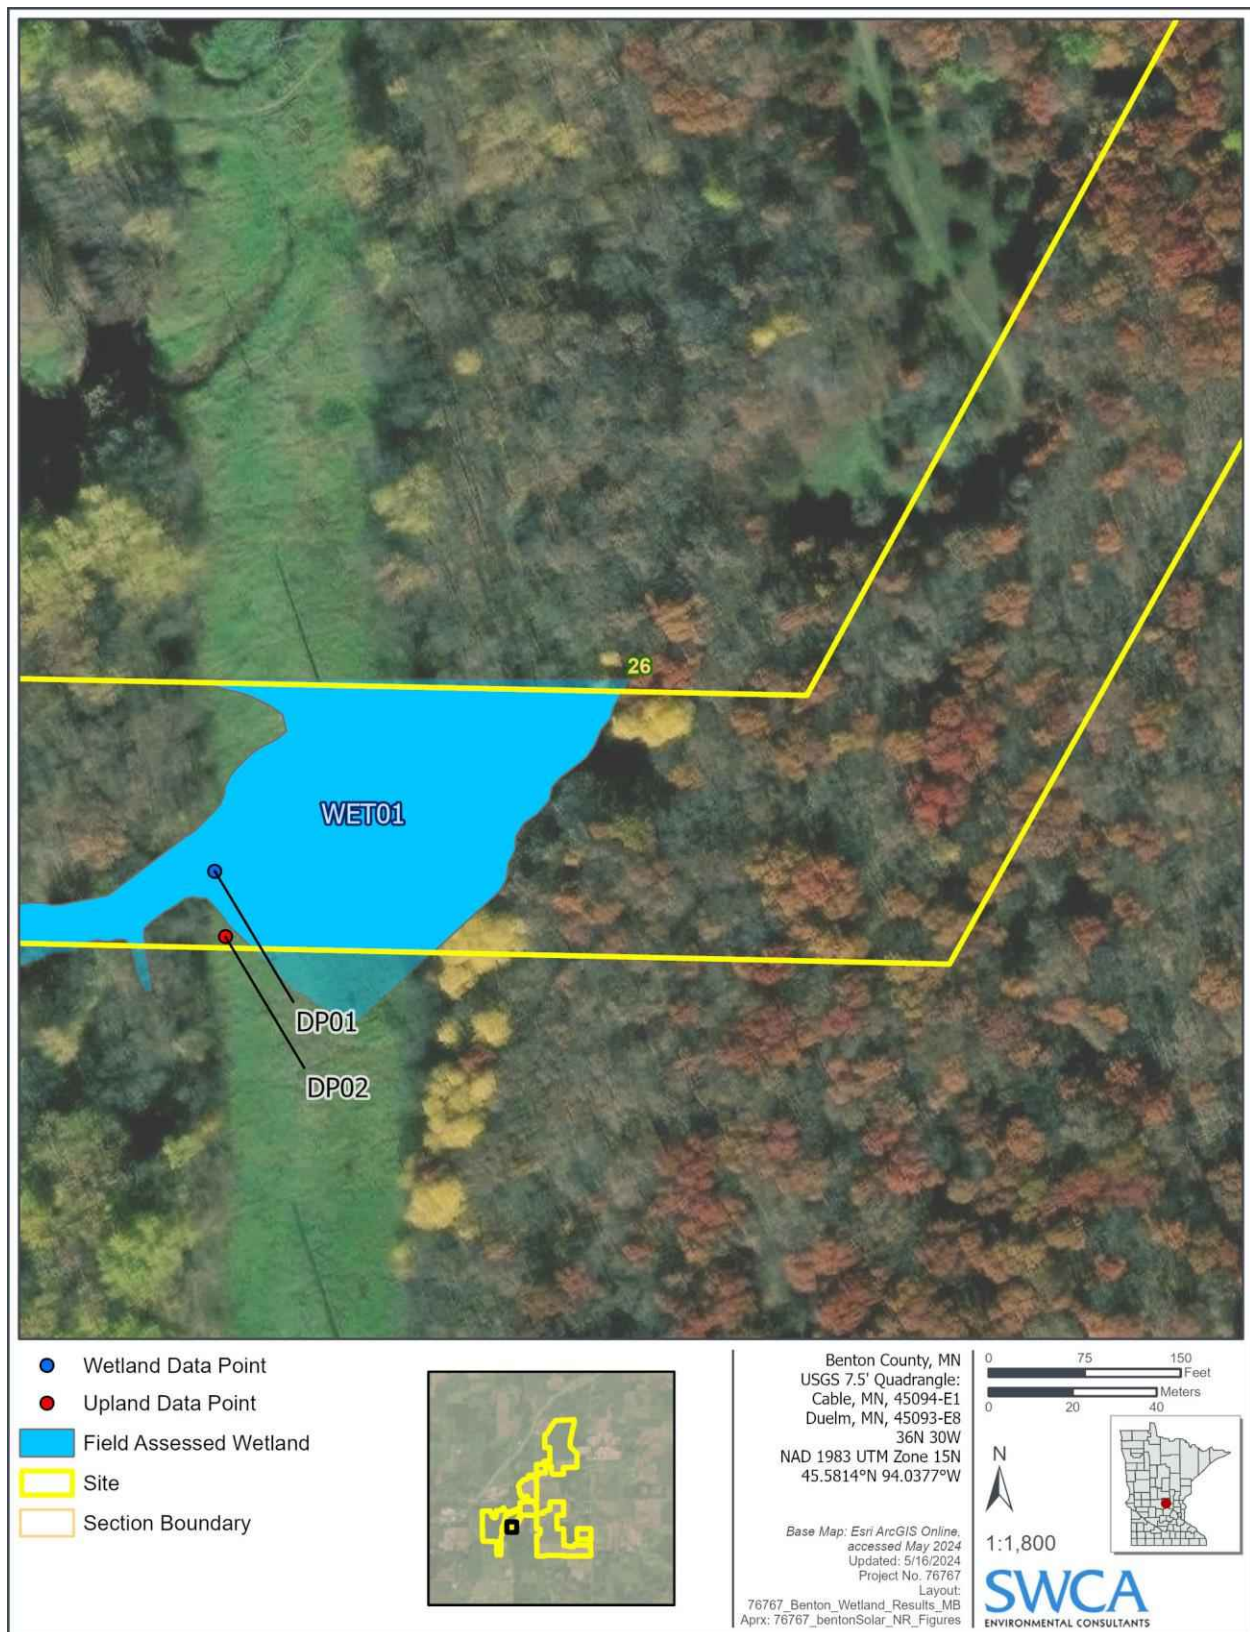 26
WET01
DP01
DP02
Wetland Data Point
Upland Data Point
Field Assessed Wetland
Site
Section Boundary
Benton County, MN
USGS 7.5' Quadrangle:
Cable, MN, 45094-E1
Duelm, MN, 45093-E8
36N 30W
NAD 1983 UTM Zone 15N
45.5814°N 94.0377°W
Base Map: Esri ArcGIS Online,
accessed May 2024
Updated: 5/16/2024
Project No. 76767
Layout:
76767_Benton_Wetland_Results_MB
Aprx: 76767_bentonSolar_NR_Figures
0 75 150
Feet
Meters
0 20 40
N
1:1,800
SWCA
ENVIRONMENTAL CONSULTANTS